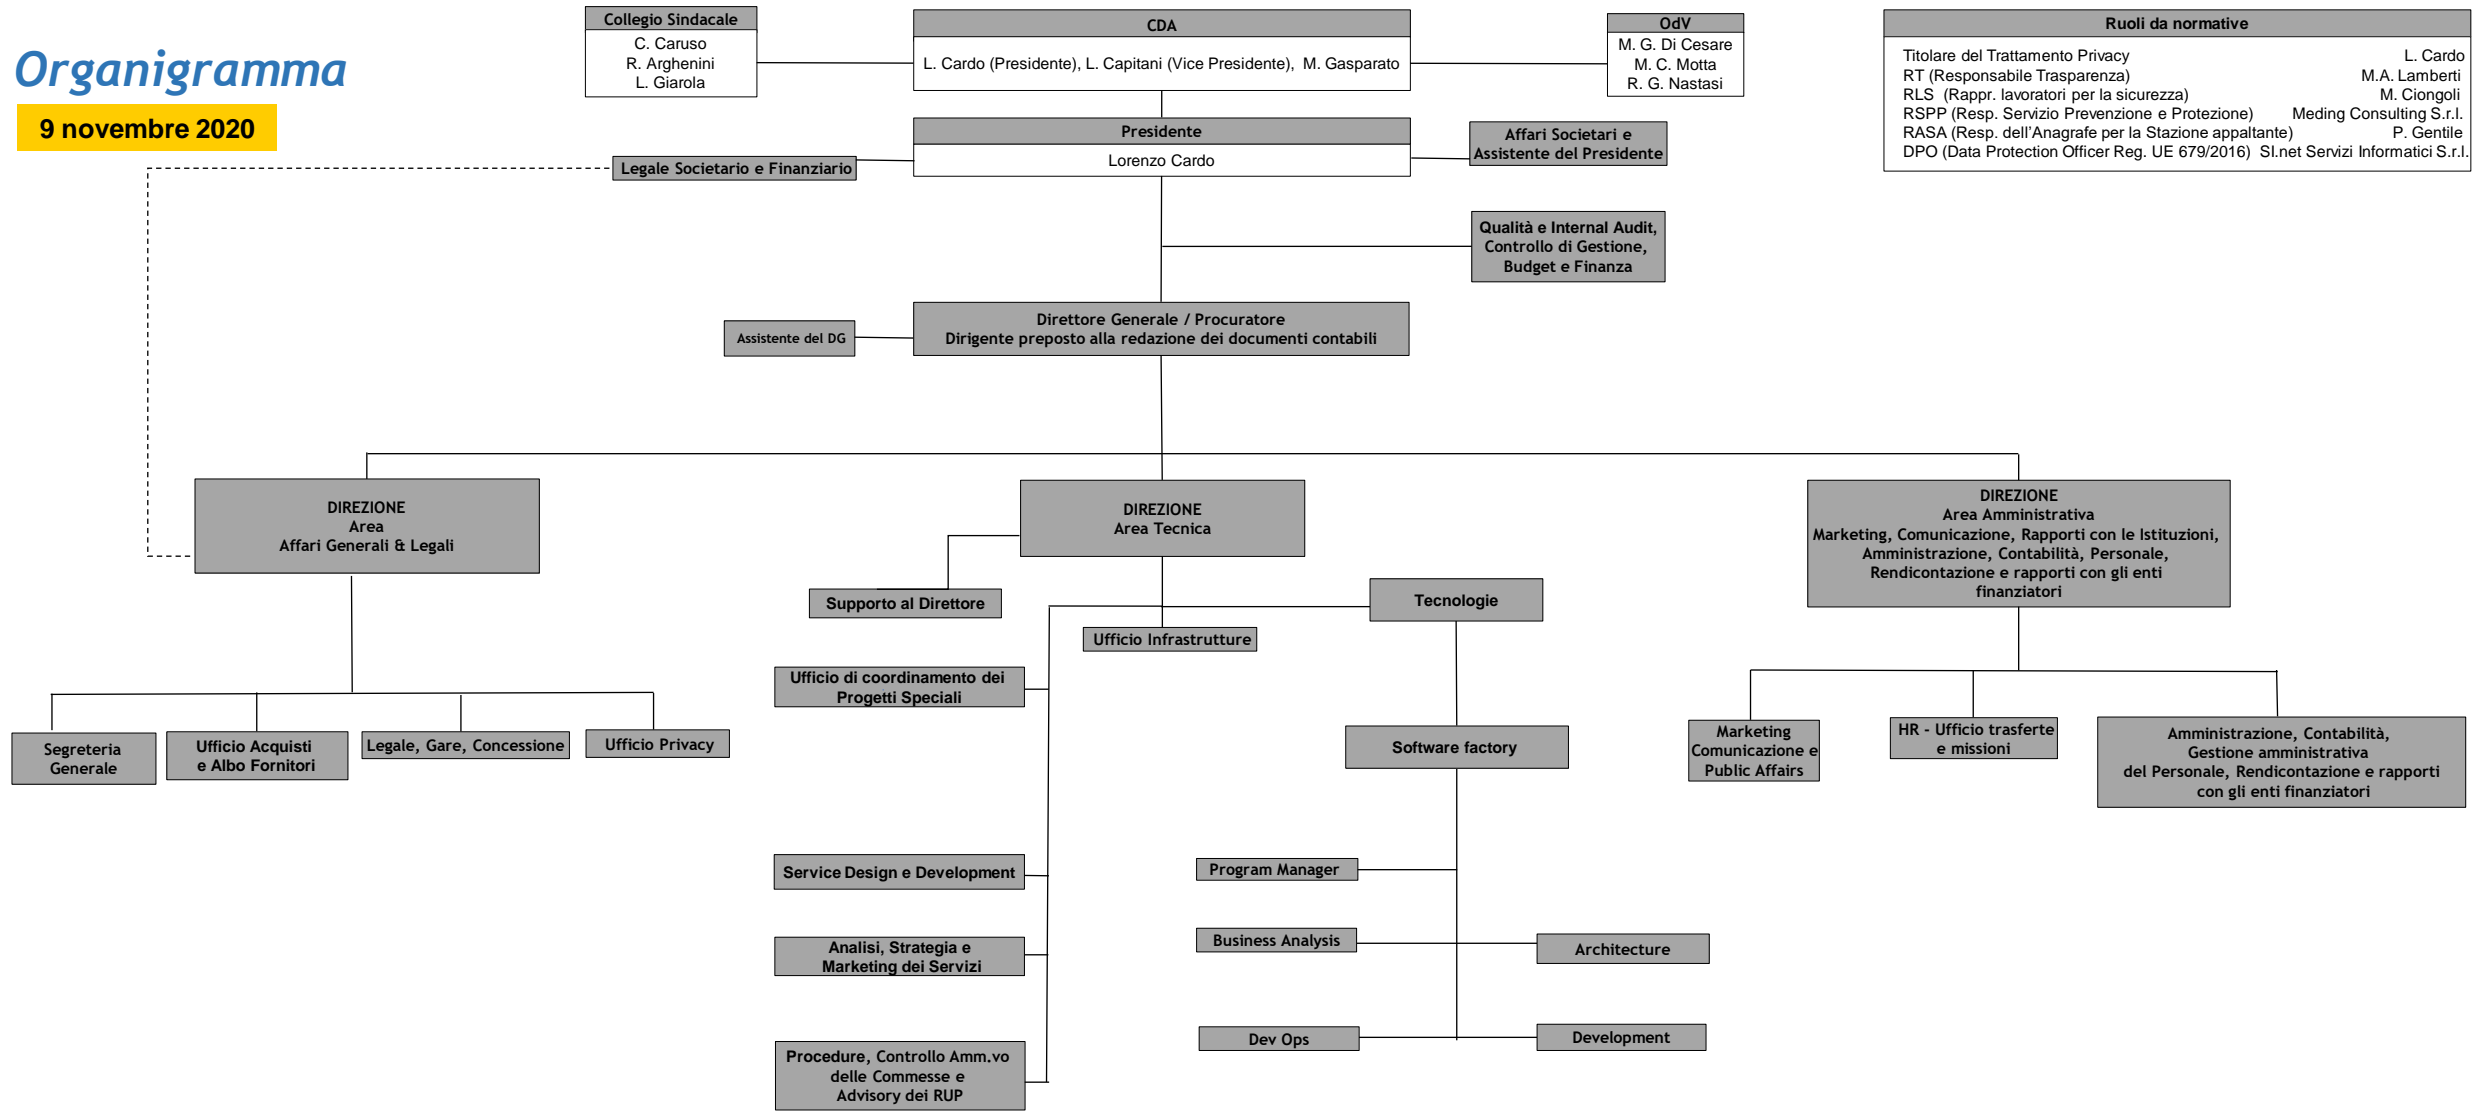 Organigramma
9 novembre 2020
Collegio Sindacale
C. Caruso
R. Arghenini
L. Giarola
CDA
L. Cardo (Presidente), L. Capitani (Vice Presidente), M. Gasparato
OdV
M. G. Di Cesare
M. C. Motta
R. G. Nastasi
Ruoli da normative
Titolare del Trattamento Privacy L. Cardo
RT (Responsabile Trasparenza) M.A. Lamberti
RLS (Rappr. lavoratori per la sicurezza) M. Ciongoli
RSPP (Resp. Servizio Prevenzione e Protezione) Meding Consulting S.r.l.
RASA (Resp. dell'Anagrafe per la Stazione appaltante) P. Gentile
DPO (Data Protection Officer Reg. UE 679/2016) SI.net Servizi Informatici S.r.l.
Presidente
Lorenzo Cardo
Legale Societario e Finanziario
Affari Societari e
Assistente del Presidente
Qualità e Internal Audit,
Controllo di Gestione,
Budget e Finanza
Direttore Generale / Procuratore
Dirigente preposto alla redazione dei documenti contabili
Assistente del DG
DIREZIONE
Area
Affari Generali & Legali
DIREZIONE
Area Tecnica
DIREZIONE
Area Amministrativa
Marketing, Comunicazione, Rapporti con le Istituzioni,
Amministrazione, Contabilità, Personale,
Rendicontazione e rapporti con gli enti
finanziatori
Supporto al Direttore
Tecnologie
Ufficio Infrastrutture
Ufficio di coordinamento dei
Progetti Speciali
Segreteria
Generale
Ufficio Acquisti
e Albo Fornitori
Legale, Gare, Concessione
Ufficio Privacy
Software factory
Marketing
Comunicazione e
Public Affairs
HR - Ufficio trasferte
e missioni
Amministrazione, Contabilità,
Gestione amministrativa
del Personale, Rendicontazione e rapporti
con gli enti finanziatori
Service Design e Development
Program Manager
Analisi, Strategia e
Marketing dei Servizi
Business Analysis
Architecture
Procedure, Controllo Amm.vo
delle Commesse e
Advisory dei RUP
Dev Ops
Development